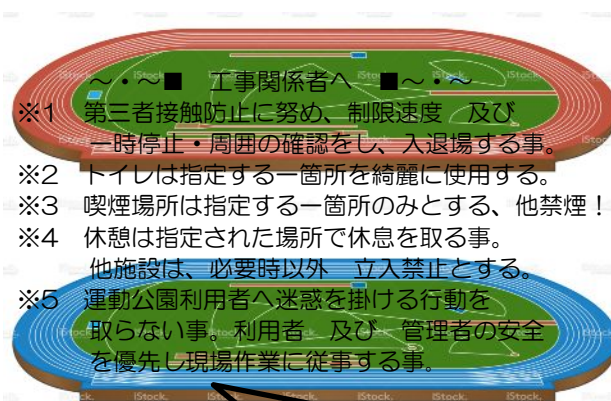 ～・～■　工事関係者へ　■～・～
※1　第三者接触防止に努め、制限速度　及び
一時停止・周囲の確認をし、入退場する事。
※2　トイレは指定する一箇所を綺麗に使用する。
※3　喫煙場所は指定する一箇所のみとする、他禁煙！
※4　休憩は指定された場所で休息を取る事。
他施設は、必要時以外　立入禁止とする。
※5　運動公園利用者へ迷惑を掛ける行動を
取らない事。利用者　及び　管理者の安全
を優先し現場作業に従事する事。